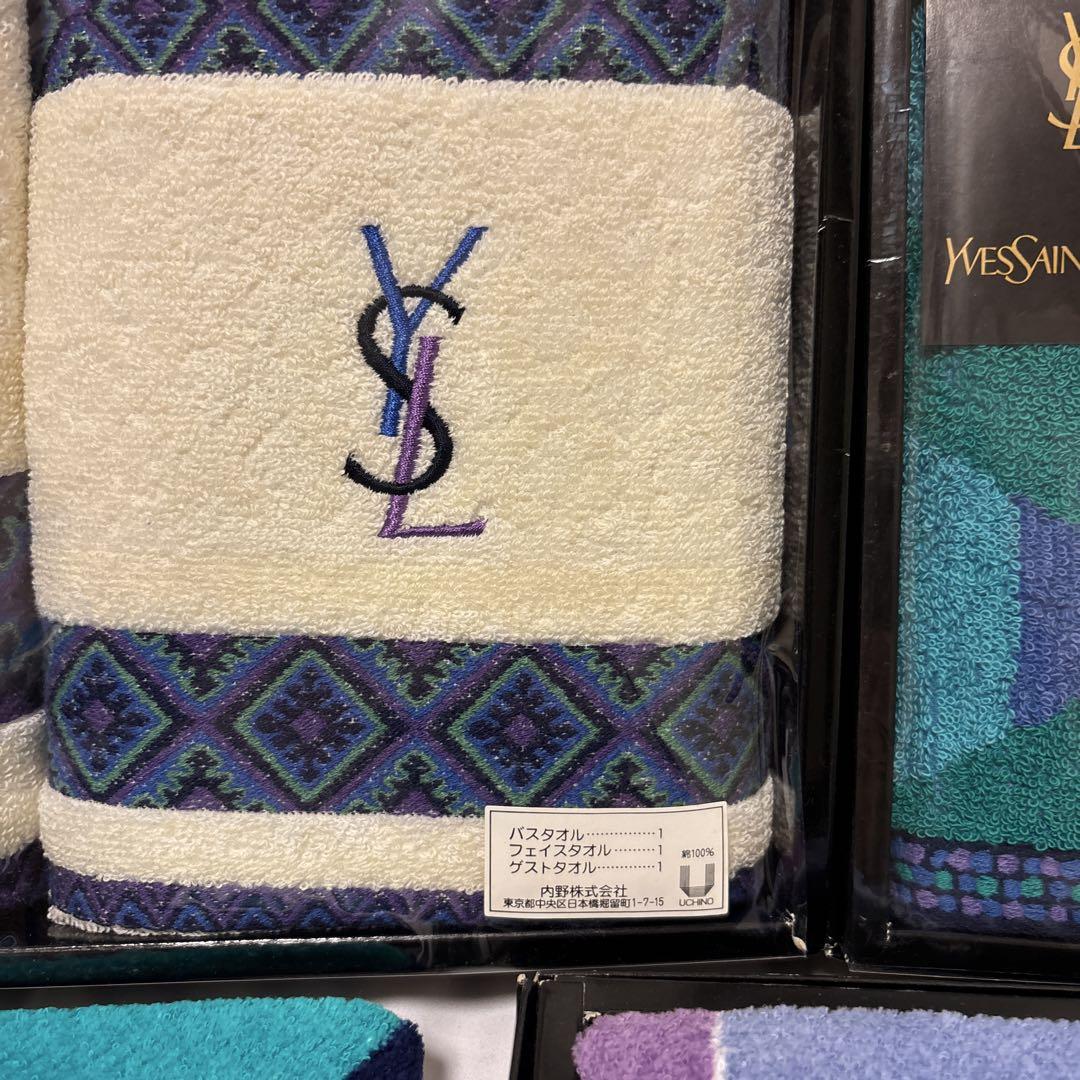 YSL
YSL
YVESSAIN
バスタオル……………1
フェイスタオル………1
ゲストタオル…………1
綿100%
内野株式会社
東京都中央区日本橋堀留町1-7-15
UCHINO